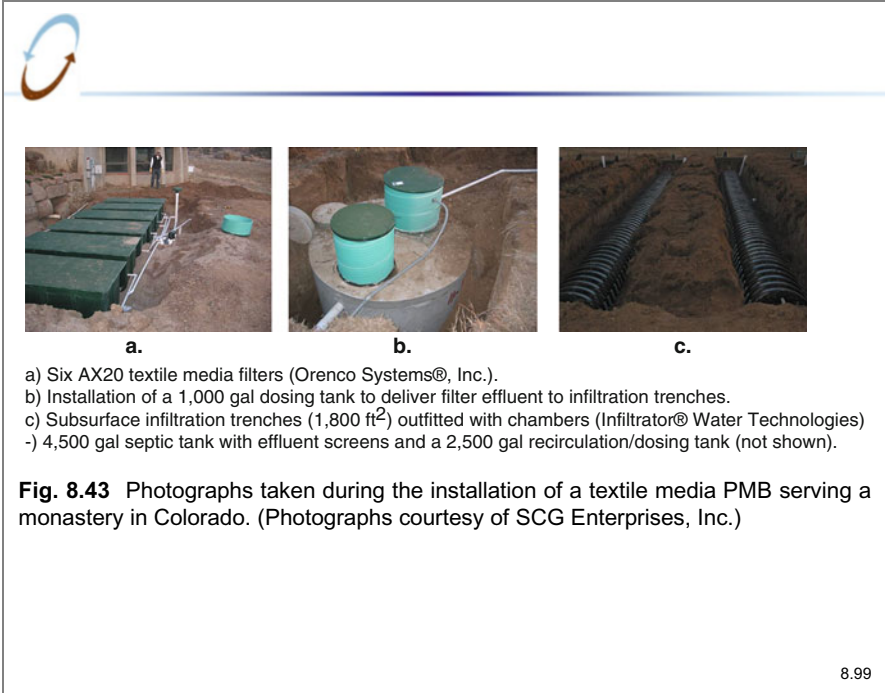 a.
b.
c.
a) Six AX20 textile media filters (Orenco Systems®, Inc.).
b) Installation of a 1,000 gal dosing tank to deliver filter effluent to infiltration trenches.
c) Subsurface infiltration trenches (1,800 ft2) outfitted with chambers (Infiltrator® Water Technologies)
-) 4,500 gal septic tank with effluent screens and a 2,500 gal recirculation/dosing tank (not shown).
Fig. 8.43 Photographs taken during the installation of a textile media PMB serving a
monastery in Colorado. (Photographs courtesy of SCG Enterprises, Inc.)
8.99